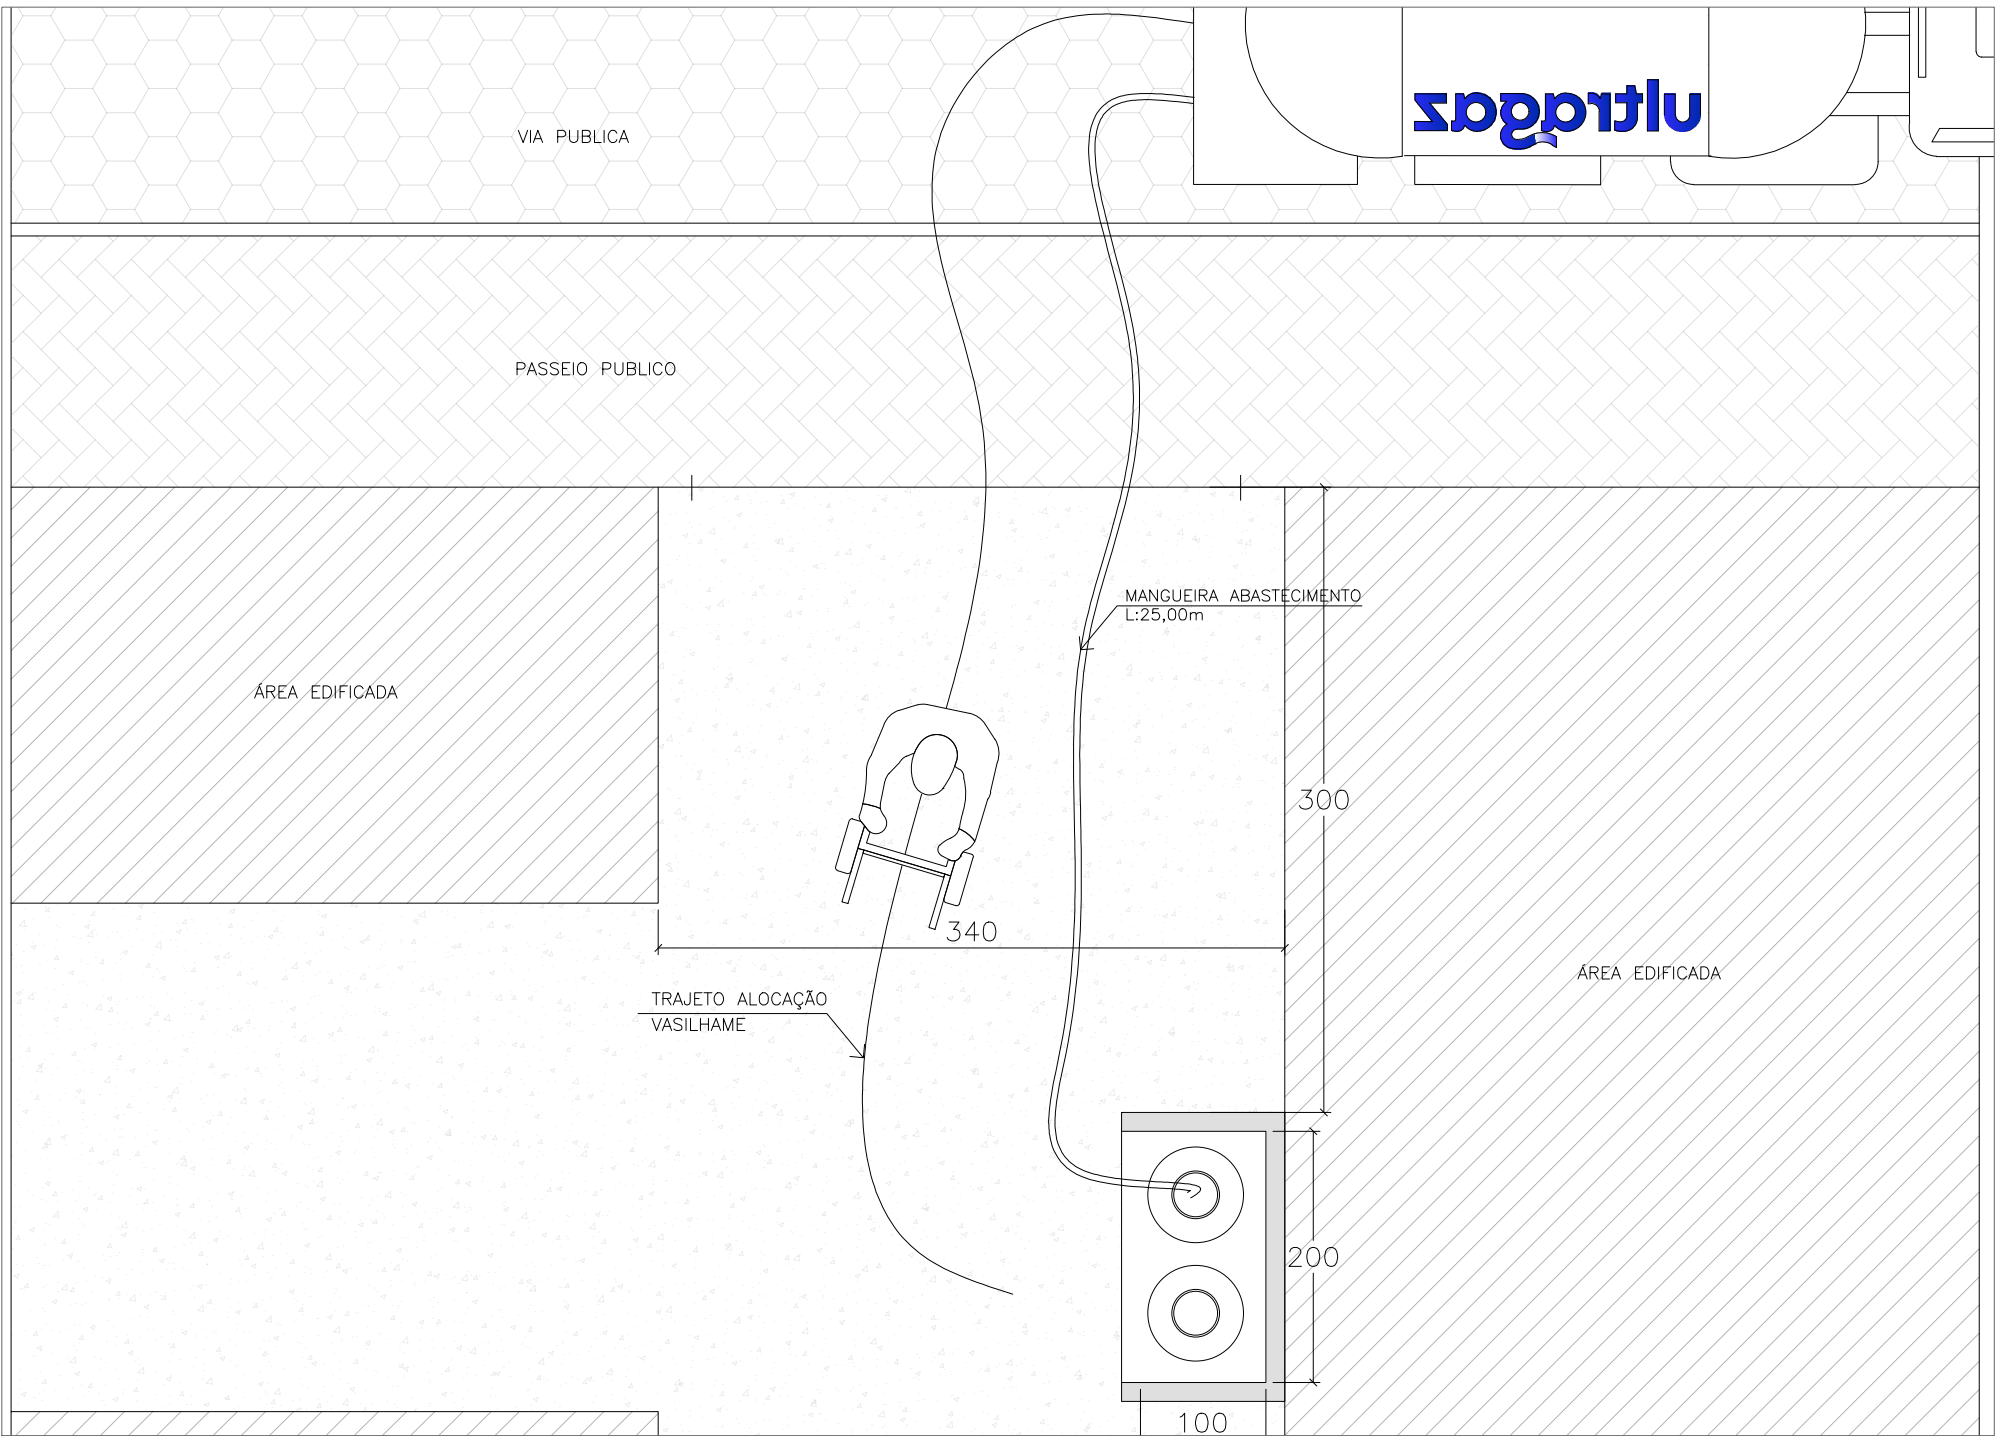 ultragaz
VIA PUBLICA
PASSEIO PUBLICO
MANGUEIRA ABASTECIMENTO
L:25,00m
ÁREA EDIFICADA
300
340
ÁREA EDIFICADA
TRAJETO ALOCAÇÃO
VASILHAME
200
100